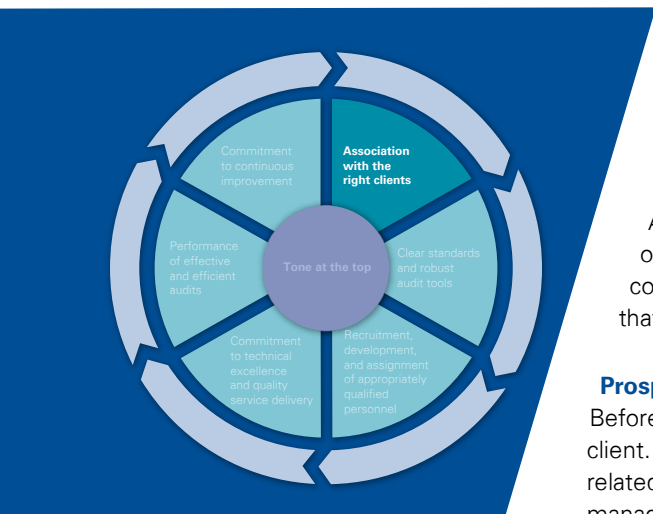 Commitment
to continuous
improvement
Association
with the
right clients
Performance
of effective
and efficient
audits
Tone at the top
Clear standards
and robust
audit tools
Commitment
to technical
excellence
and quality
service delivery
Recruitment,
development,
and assignment
of appropriately
qualified
personnel
Before
client.
related